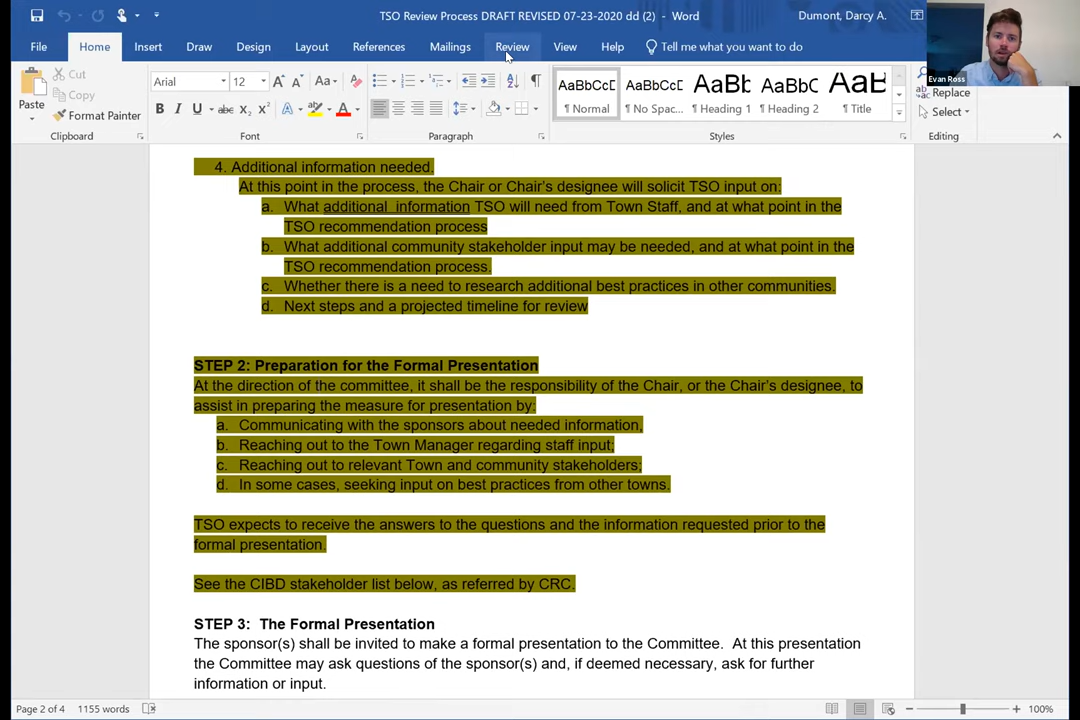 TSO Review Process DRAFT REVISED 07-23-2020 dd (2) - Word
Dumont, Darcy A.
File Home Insert Draw Design Layout References Mailings Review View Help Tell me what you want to do
Evan Ross
Paste
Cut
Copy
Format Painter
Clipboard
Arial 12
Font
Paragraph
AaBbCcD AaBbCcD AaBb AaBbC AaB
¶ Normal ¶ No Spac... ¶ Heading 1 ¶ Heading 2 ¶ Title
Styles
Replace
Select
Editing
4. Additional information needed.
At this point in the process, the Chair or Chair's designee will solicit TSO input on:
a. What additional information TSO will need from Town Staff, and at what point in the
TSO recommendation process
b. What additional community stakeholder input may be needed, and at what point in the
TSO recommendation process.
c. Whether there is a need to research additional best practices in other communities.
d. Next steps and a projected timeline for review
STEP 2: Preparation for the Formal Presentation
At the direction of the committee, it shall be the responsibility of the Chair, or the Chair's designee, to
assist in preparing the measure for presentation by:
a. Communicating with the sponsors about needed information,
b. Reaching out to the Town Manager regarding staff input;
c. Reaching out to relevant Town and community stakeholders;
d. In some cases, seeking input on best practices from other towns.
TSO expects to receive the answers to the questions and the information requested prior to the
formal presentation.
See the CIBD stakeholder list below, as referred by CRC.
STEP 3: The Formal Presentation
The sponsor(s) shall be invited to make a formal presentation to the Committee. At this presentation
the Committee may ask questions of the sponsor(s) and, if deemed necessary, ask for further
information or input.
Page 2 of 4 1155 words
100%